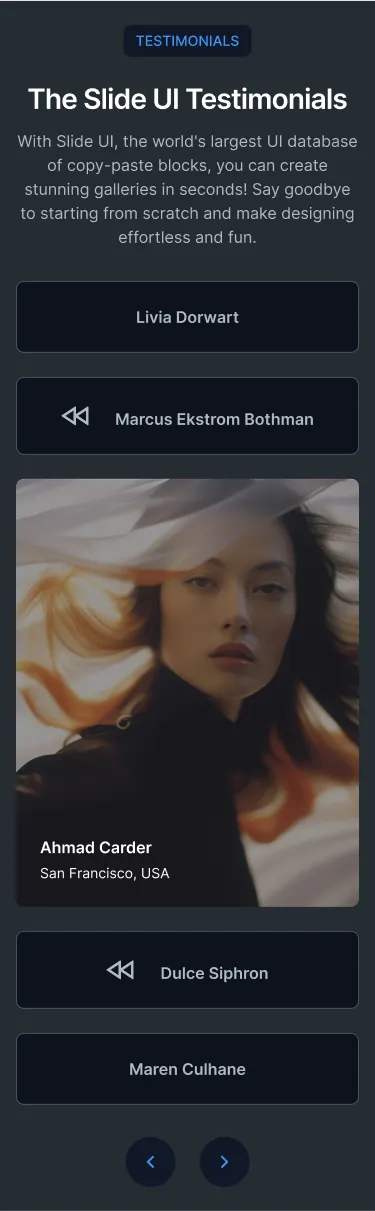 TESTIMONIALS
The Slide UI Testimonials
With Slide UI, the world's largest UI database
of copy-paste blocks, you can create
stunning galleries in seconds! Say goodbye
to starting from scratch and make designing
effortless and fun.
Livia Dorwart
Marcus Ekstrom Bothman
Ahmad Carder
San Francisco, USA
Dulce Siphron
Maren Culhane